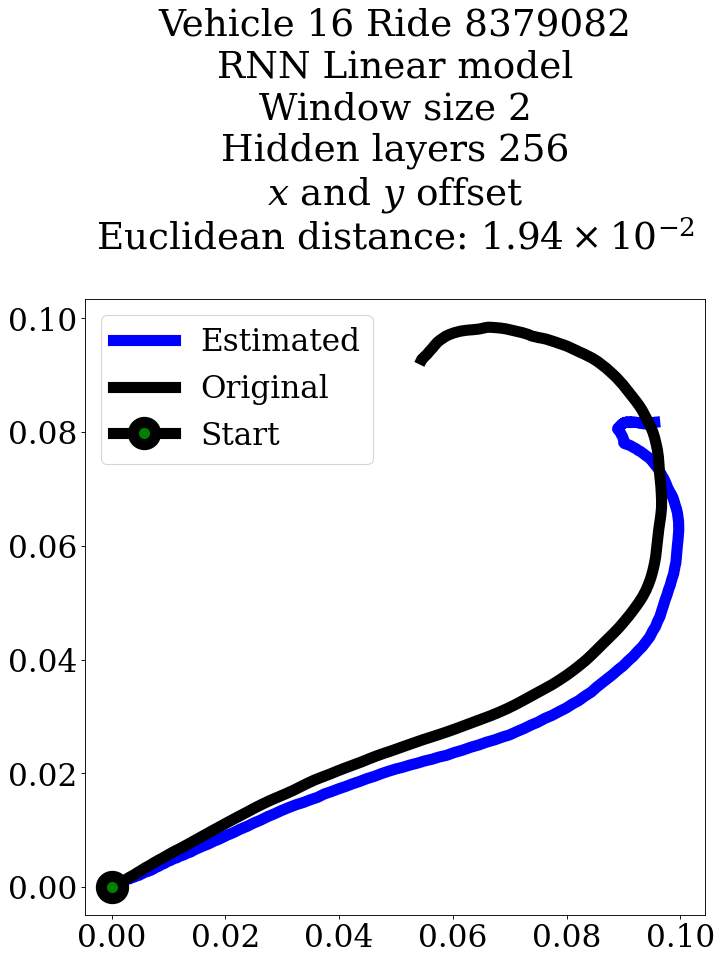 Vehicle 16 Ride 8379082
RNN Linear model
Window size 2
Hidden layers 256
x and y offset
Euclidean distance: 1.94 × 10⁻²
Estimated
Original
Start
0.10
0.08
0.06
0.04
0.02
0.00
0.00 0.02 0.04 0.06 0.08 0.10